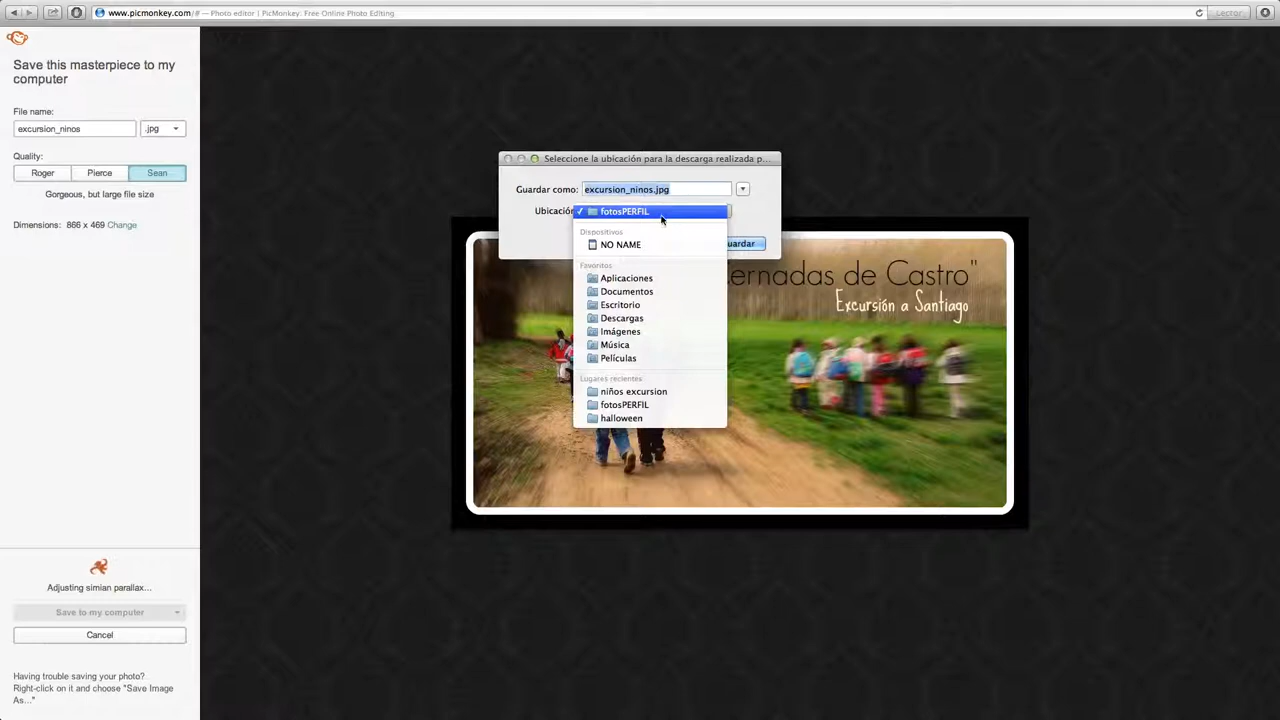 www.picmonkey.com/# — Photo editor | PicMonkey: Free Online Photo Editing
Lector
Save this masterpiece to my
computer
File name:
excursion_ninos
.jpg
Quality:
Roger
Pierce
Sean
Gorgeous, but large file size
Dimensions: 866 x 469 Change
Seleccione la ubicación para la descarga realizada p...
Guardar como: excursion_ninos.jpg
Ubicación
✓ fotosPERFIL
Dispositivos
NO NAME
uardar
Favoritos
Aplicaciones
Documentos
Escritorio
Descargas
Imágenes
Música
Películas
Lugares recientes
niños excursion
fotosPERFIL
halloween
ernadas de Castro"
Excursión a Santiago
Adjusting simian parallax...
Save to my computer
Cancel
Having trouble saving your photo?
Right-click on it and choose "Save Image
As..."